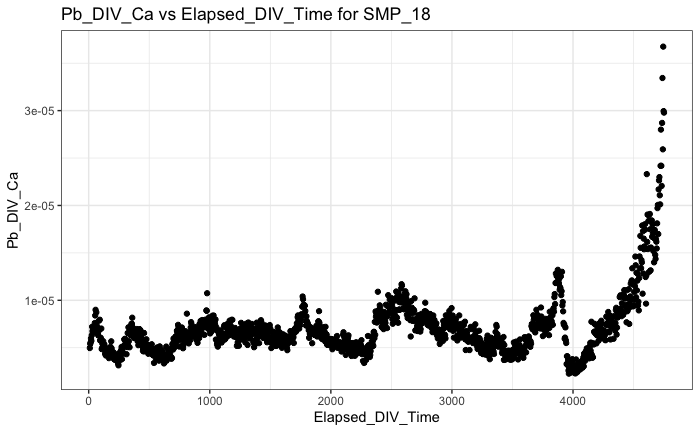 Pb_DIV_Ca vs Elapsed_DIV_Time for SMP_18
3e-05
2e-05
1e-05
Pb_DIV_Ca
0 1000 2000 3000 4000
Elapsed_DIV_Time